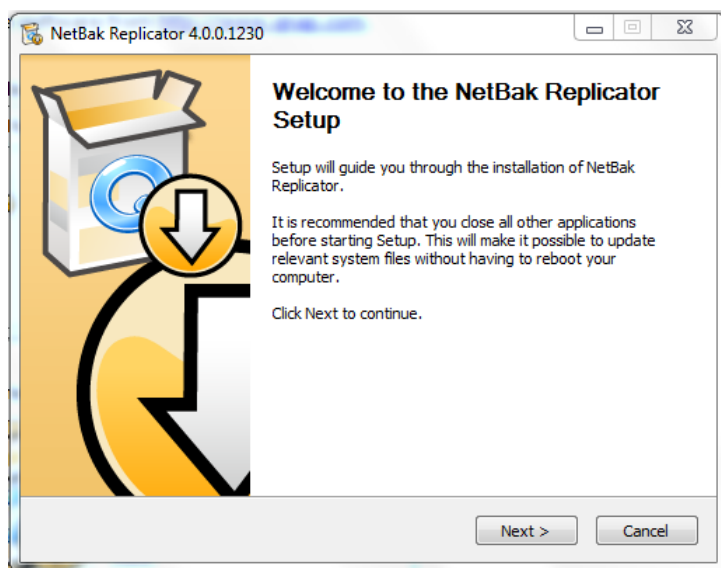 NetBak Replicator 4.0.0.1230
Welcome to the NetBak Replicator
Setup
Setup will guide you through the installation of NetBak
Replicator.
It is recommended that you close all other applications
before starting Setup. This will make it possible to update
relevant system files without having to reboot your
computer.
Click Next to continue.
Next >
Cancel